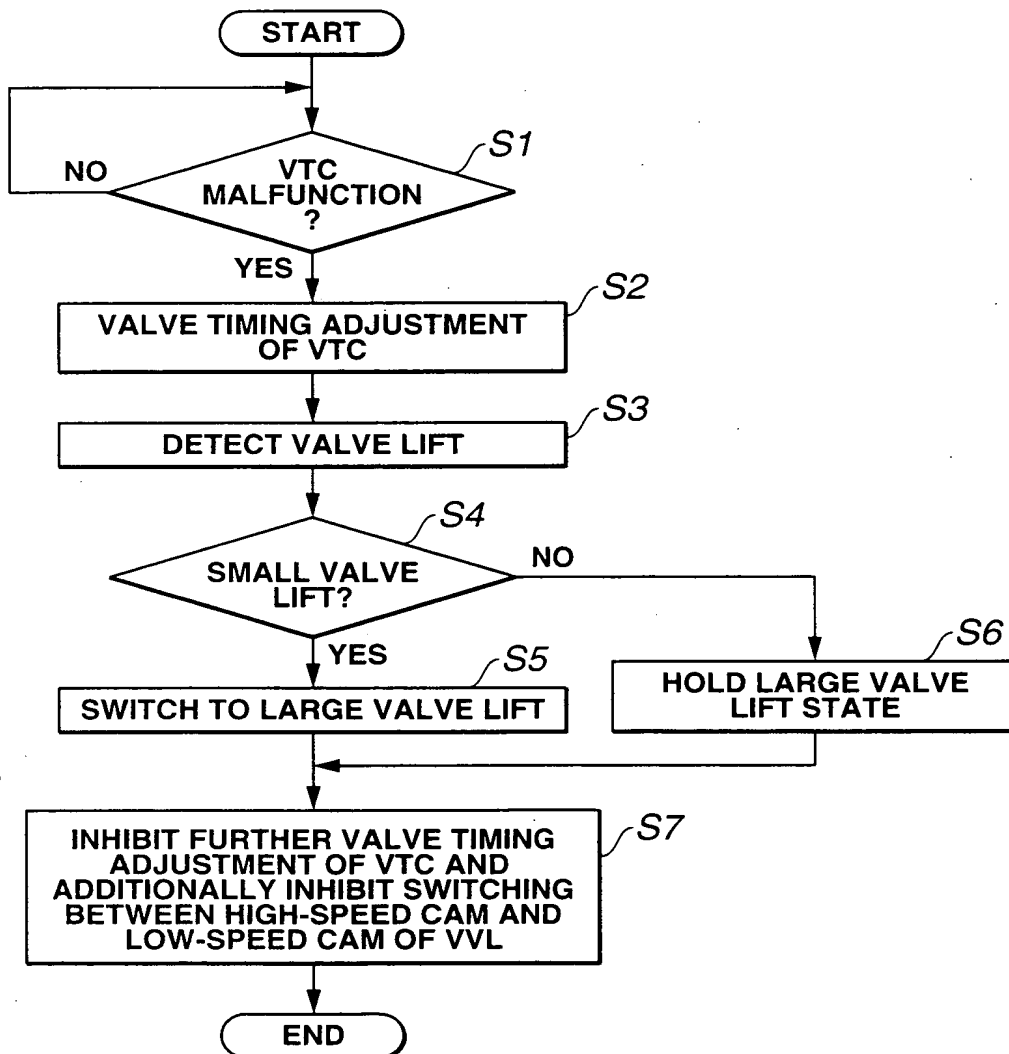 START
S1
NO
VTC
MALFUNCTION
?
YES
S2
VALVE TIMING ADJUSTMENT
OF VTC
S3
DETECT VALVE LIFT
S4
NO
SMALL VALVE
LIFT?
YES
S5
SWITCH TO LARGE VALVE LIFT
S6
HOLD LARGE VALVE
LIFT STATE
S7
INHIBIT FURTHER VALVE TIMING
ADJUSTMENT OF VTC AND
ADDITIONALLY INHIBIT SWITCHING
BETWEEN HIGH-SPEED CAM AND
LOW-SPEED CAM OF VVL
END